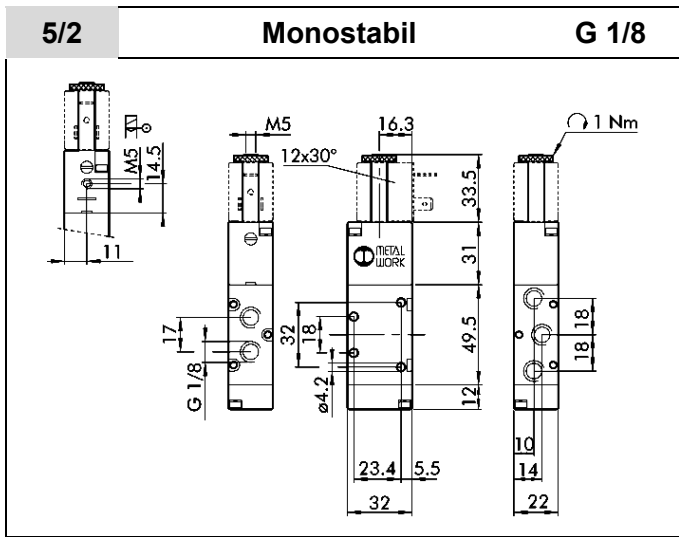 5/2 Monostabil G 1/8
M5
16.3
1 Nm
12x30°
M5
14.5
33.5
11
METAL
WORK
31
17
32
18
49.5
18
18
G 1/8
ø4.2
12
10
23.4
5.5
14
32
22